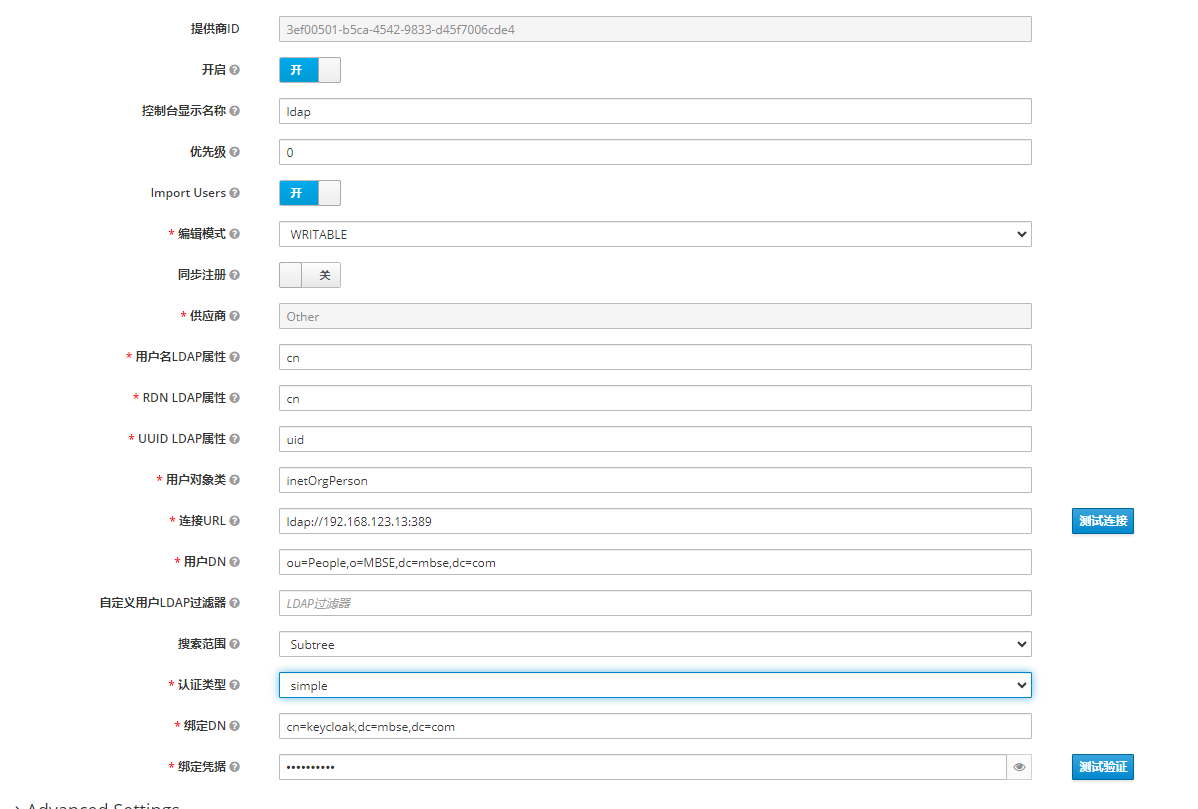 提供商ID 3ef00501-b5ca-4542-9833-d45f7006cde4
开启 开
控制台显示名称 ldap
优先级 0
Import Users 开
* 编辑模式 WRITABLE
同步注册 关
* 供应商 Other
* 用户名LDAP属性 cn
* RDN LDAP属性 cn
* UUID LDAP属性 uid
* 用户对象类 inetOrgPerson
* 连接URL ldap://192.168.123.13:389 测试连接
* 用户DN ou=People,o=MBSE,dc=mbse,dc=com
自定义用户LDAP过滤器 LDAP过滤器
搜索范围 Subtree
* 认证类型 simple
* 绑定DN cn=keycloak,dc=mbse,dc=com
* 绑定凭据 •••••••••• 测试验证
Advanced Settings